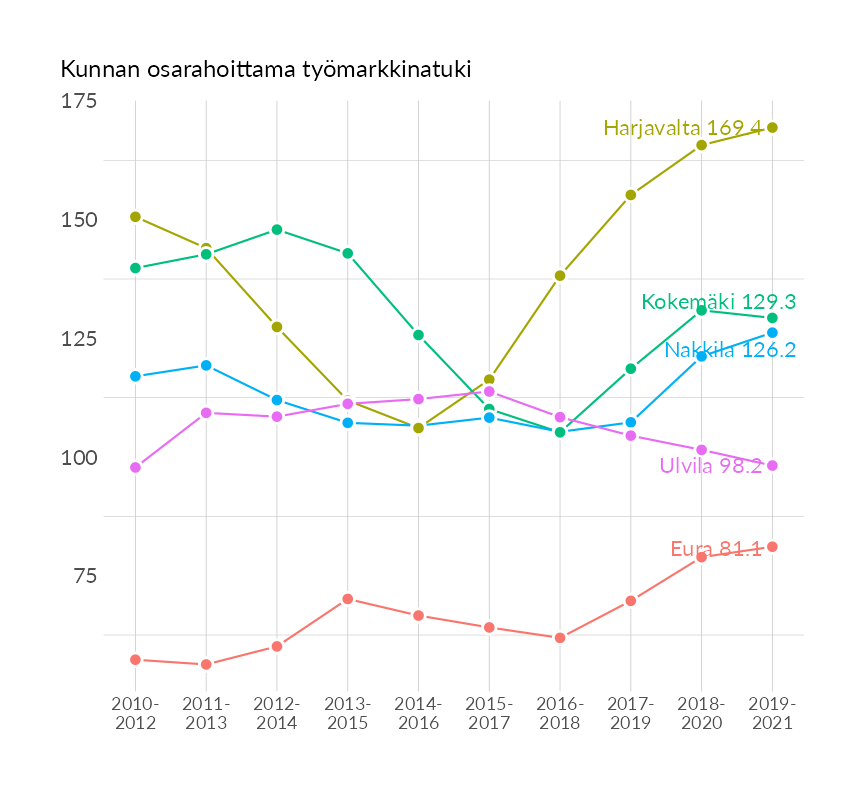 Kunnan osarahoittama työmarkkinatuki
175
Harjavalta 169.4
150
Kokemäki 129.3
125
Nakkila 126.2
100
Ulvila 98.2
Eura 81.1
75
2010- 2011- 2012- 2013- 2014- 2015- 2016- 2017- 2018- 2019-
2012 2013 2014 2015 2016 2017 2018 2019 2020 2021